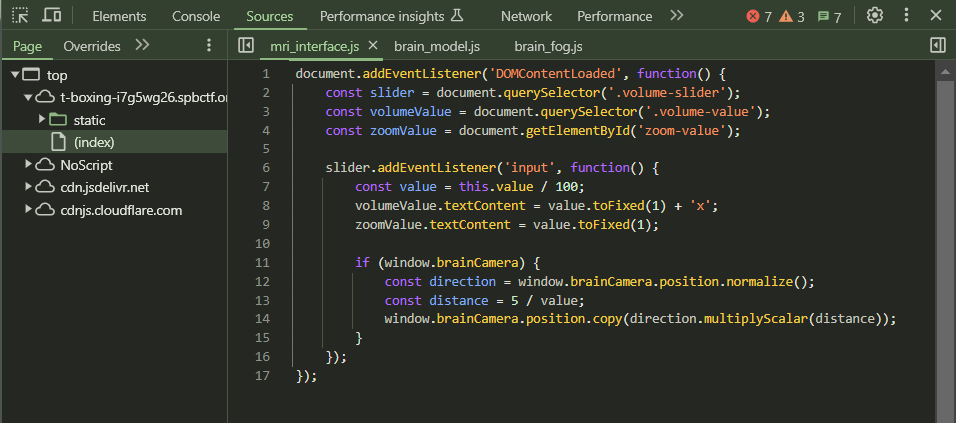 Elements Console Sources Performance insights Network Performance 7 3 7
Page Overrides mri_interface.js brain_model.js brain_fog.js
top
t-boxing-i7g5wg26.spbctf.or
static
(index)
NoScript
cdn.jsdelivr.net
cdnjs.cloudflare.com
1 document.addEventListener('DOMContentLoaded', function() {
2     const slider = document.querySelector('.volume-slider');
3     const volumeValue = document.querySelector('.volume-value');
4     const zoomValue = document.getElementById('zoom-value');
5
6     slider.addEventListener('input', function() {
7         const value = this.value / 100;
8         volumeValue.textContent = value.toFixed(1) + 'x';
9         zoomValue.textContent = value.toFixed(1);
10
11         if (window.brainCamera) {
12             const direction = window.brainCamera.position.normalize();
13             const distance = 5 / value;
14             window.brainCamera.position.copy(direction.multiplyScalar(distance));
15         }
16     });
17 });